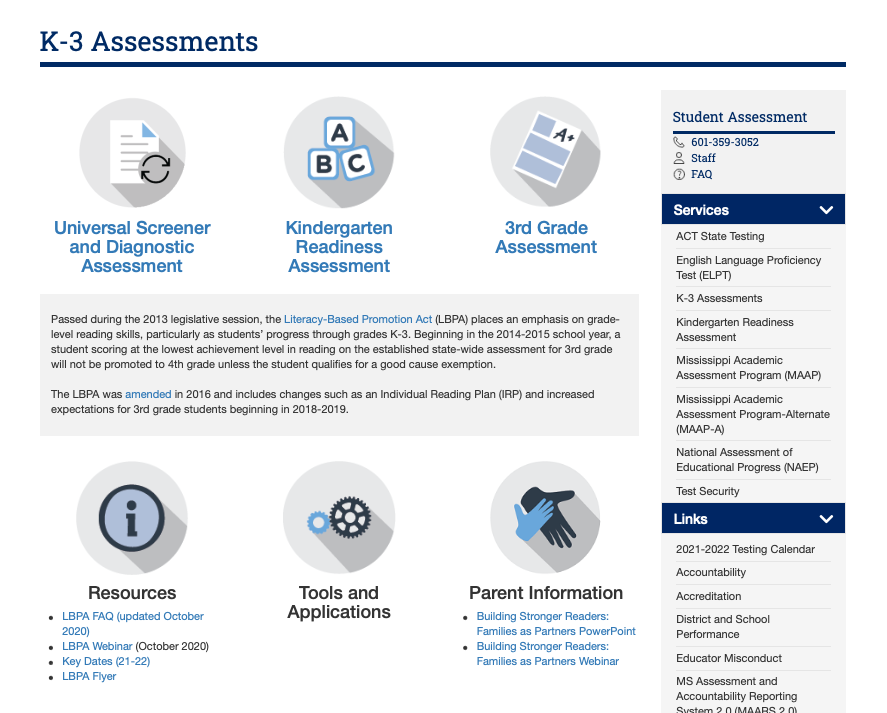 K-3 Assessments
A+
A
B
C
Universal Screener
and Diagnostic
Assessment
Kindergarten
Readiness
Assessment
3rd Grade
Assessment
Passed during the 2013 legislative session, the Literacy-Based Promotion Act (LBPA) places an emphasis on grade-
level reading skills, particularly as students' progress through grades K-3. Beginning in the 2014-2015 school year, a
student scoring at the lowest achievement level in reading on the established state-wide assessment for 3rd grade
will not be promoted to 4th grade unless the student qualifies for a good cause exemption.
The LBPA was amended in 2016 and includes changes such as an Individual Reading Plan (IRP) and increased
expectations for 3rd grade students beginning in 2018-2019.
i
Resources
LBPA FAQ (updated October
2020)
LBPA Webinar (October 2020)
Key Dates (21-22)
LBPA Flyer
Tools and
Applications
Parent Information
Building Stronger Readers:
Families as Partners PowerPoint
Building Stronger Readers:
Families as Partners Webinar
Student Assessment
601-359-3052
Staff
FAQ
Services
ACT State Testing
English Language Proficiency
Test (ELPT)
K-3 Assessments
Kindergarten Readiness
Assessment
Mississippi Academic
Assessment Program (MAAP)
Mississippi Academic
Assessment Program-Alternate
(MAAP-A)
National Assessment of
Educational Progress (NAEP)
Test Security
Links
2021-2022 Testing Calendar
Accountability
Accreditation
District and School
Performance
Educator Misconduct
MS Assessment and
Accountability Reporting
System 2.0 (MAARS 2.0)